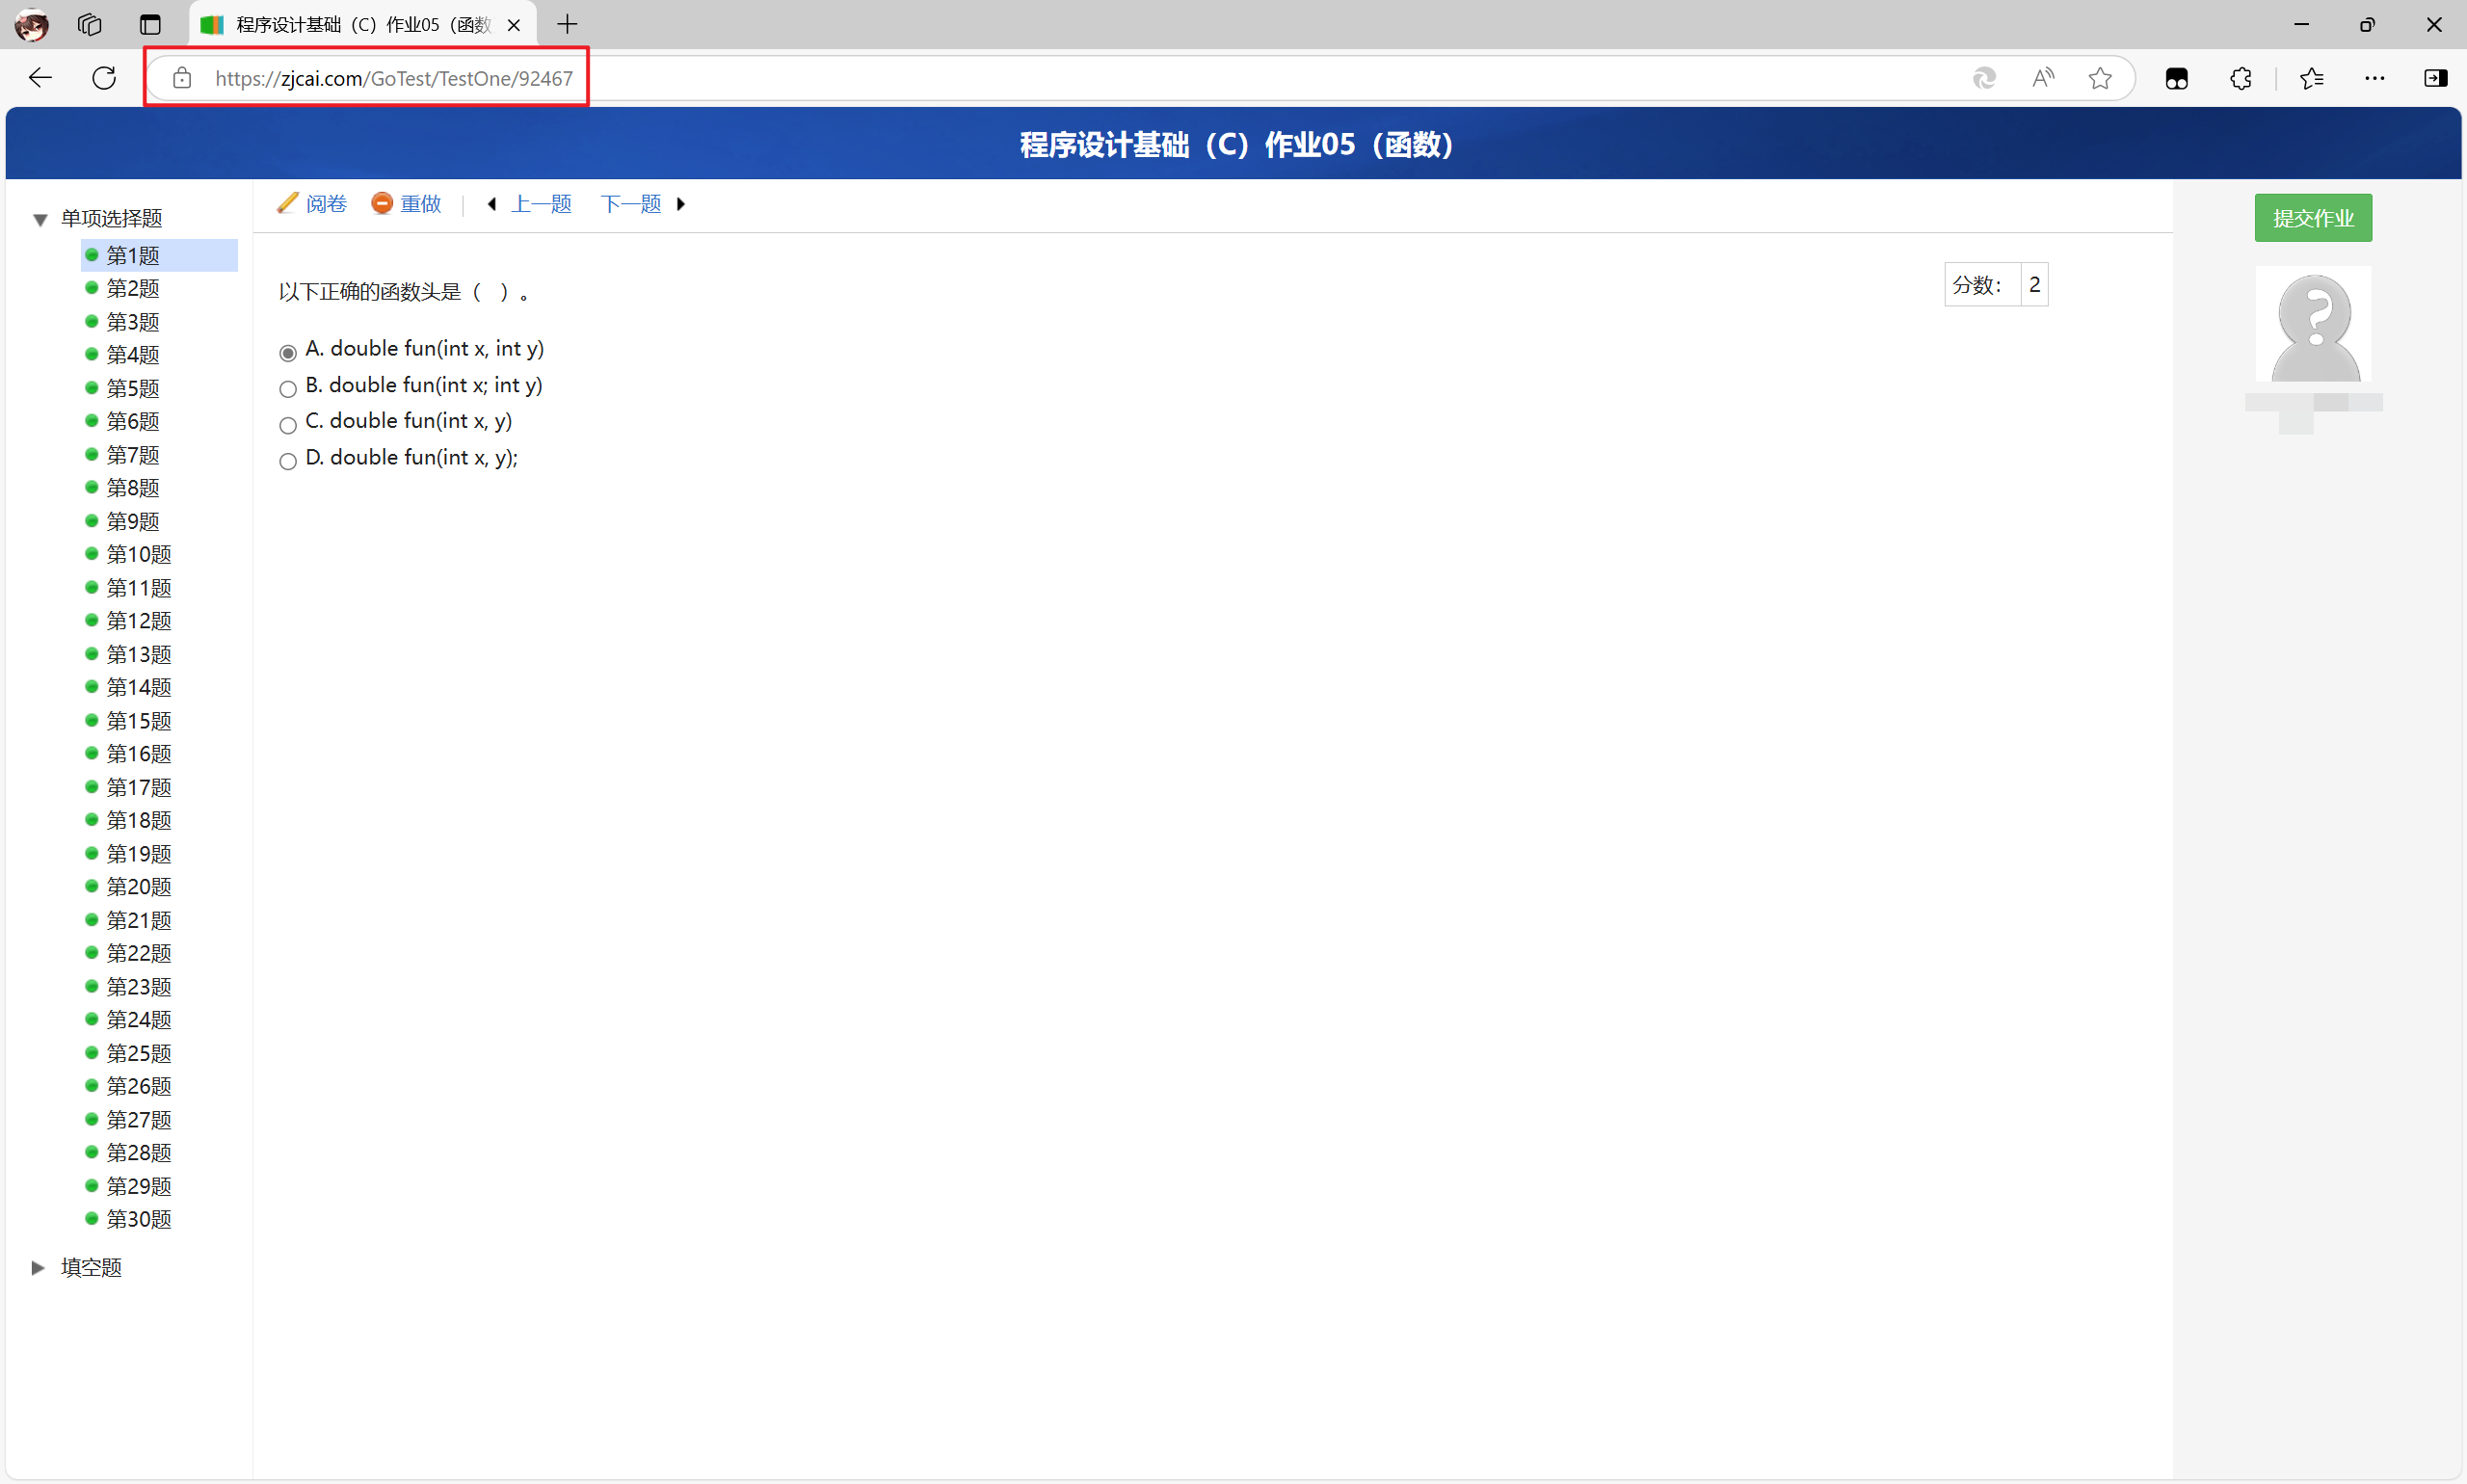 程序设计基础（C）作业05（函数
https://zjcai.com/GoTest/TestOne/92467
程序设计基础（C）作业05（函数）
单项选择题
第1题
第2题
第3题
第4题
第5题
第6题
第7题
第8题
第9题
第10题
第11题
第12题
第13题
第14题
第15题
第16题
第17题
第18题
第19题
第20题
第21题
第22题
第23题
第24题
第25题
第26题
第27题
第28题
第29题
第30题
填空题
阅卷 重做 上一题 下一题
以下正确的函数头是（ ）。
分数： 2
A. double fun(int x, int y)
B. double fun(int x; int y)
C. double fun(int x, y)
D. double fun(int x, y);
提交作业